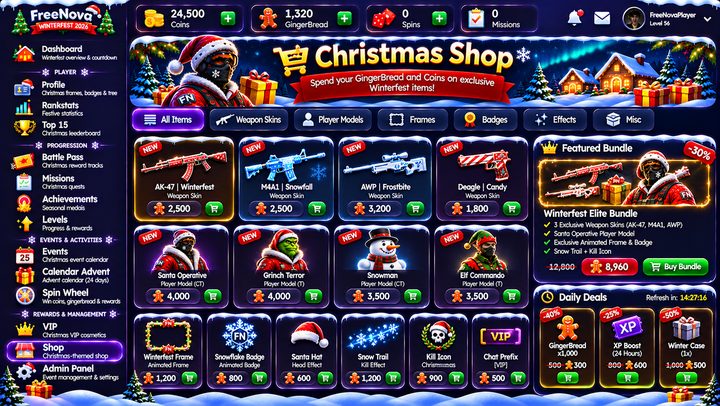 FreeNova
WINTERFEST 2026
24,500
Coins
1,320
GingerBread
0
Spins
0
Missions
FreeNovaPlayer
Level 56
Dashboard
Winterfest overview & countdown
PLAYER
Profile
Christmas frames, badges & tree
Rankstats
Festive statistics
Top 15
Christmas leaderboard
PROGRESSION
Battle Pass
Christmas reward tracks
Missions
Christmas quests
Achievements
Seasonal medals
Levels
Progress & rewards
EVENTS & ACTIVITIES
Events
Christmas event calendar
Calendar Advent
Advent calendar (24 days)
Spin Wheel
Win coins, gingerbread & rewards
REWARDS & MANAGEMENT
VIP
Christmas VIP cosmetics
Shop
Christmas-themed shop
Admin Panel
Event management & settings
Christmas Shop
Spend your GingerBread and Coins on exclusive
Winterfest items!
FN
All Items
Weapon Skins
Player Models
Frames
Badges
Effects
Misc
NEW
AK-47 | Winterfest
Weapon Skin
2,500
NEW
M4A1 | Snowfall
Weapon Skin
2,500
NEW
AWP | Frostbite
Weapon Skin
3,200
NEW
Deagle | Candy
Weapon Skin
1,800
NEW
Santa Operative
Player Model (CT)
4,000
NEW
Grinch Terror
Player Model (T)
4,000
NEW
Snowman
Player Model (CT)
3,500
NEW
Elf Commando
Player Model (T)
3,500
Winterfest Frame
Animated Frame
1,200
FN
Snowflake Badge
Animated Badge
800
Santa Hat
Head Effect
600
Snow Trail
Kill Effect
1,200
Kill Icon
900
VIP
Chat Prefix
[VIP]
500
Featured Bundle
-30%
Winterfest Elite Bundle
3 Exclusive Weapon Skins (AK-47, M4A1, AWP)
Santa Operative Player Model
Exclusive Animated Frame & Badge
Snow Trail + Kill Icon
12,800
8,960
Buy Bundle
Daily Deals
Refresh in: 14:27:16
-40%
GingerBread
x1,000
500
300
-25%
XP
XP Boost
(24 Hours)
800
600
-50%
Winter Case
(1x)
1,000
500